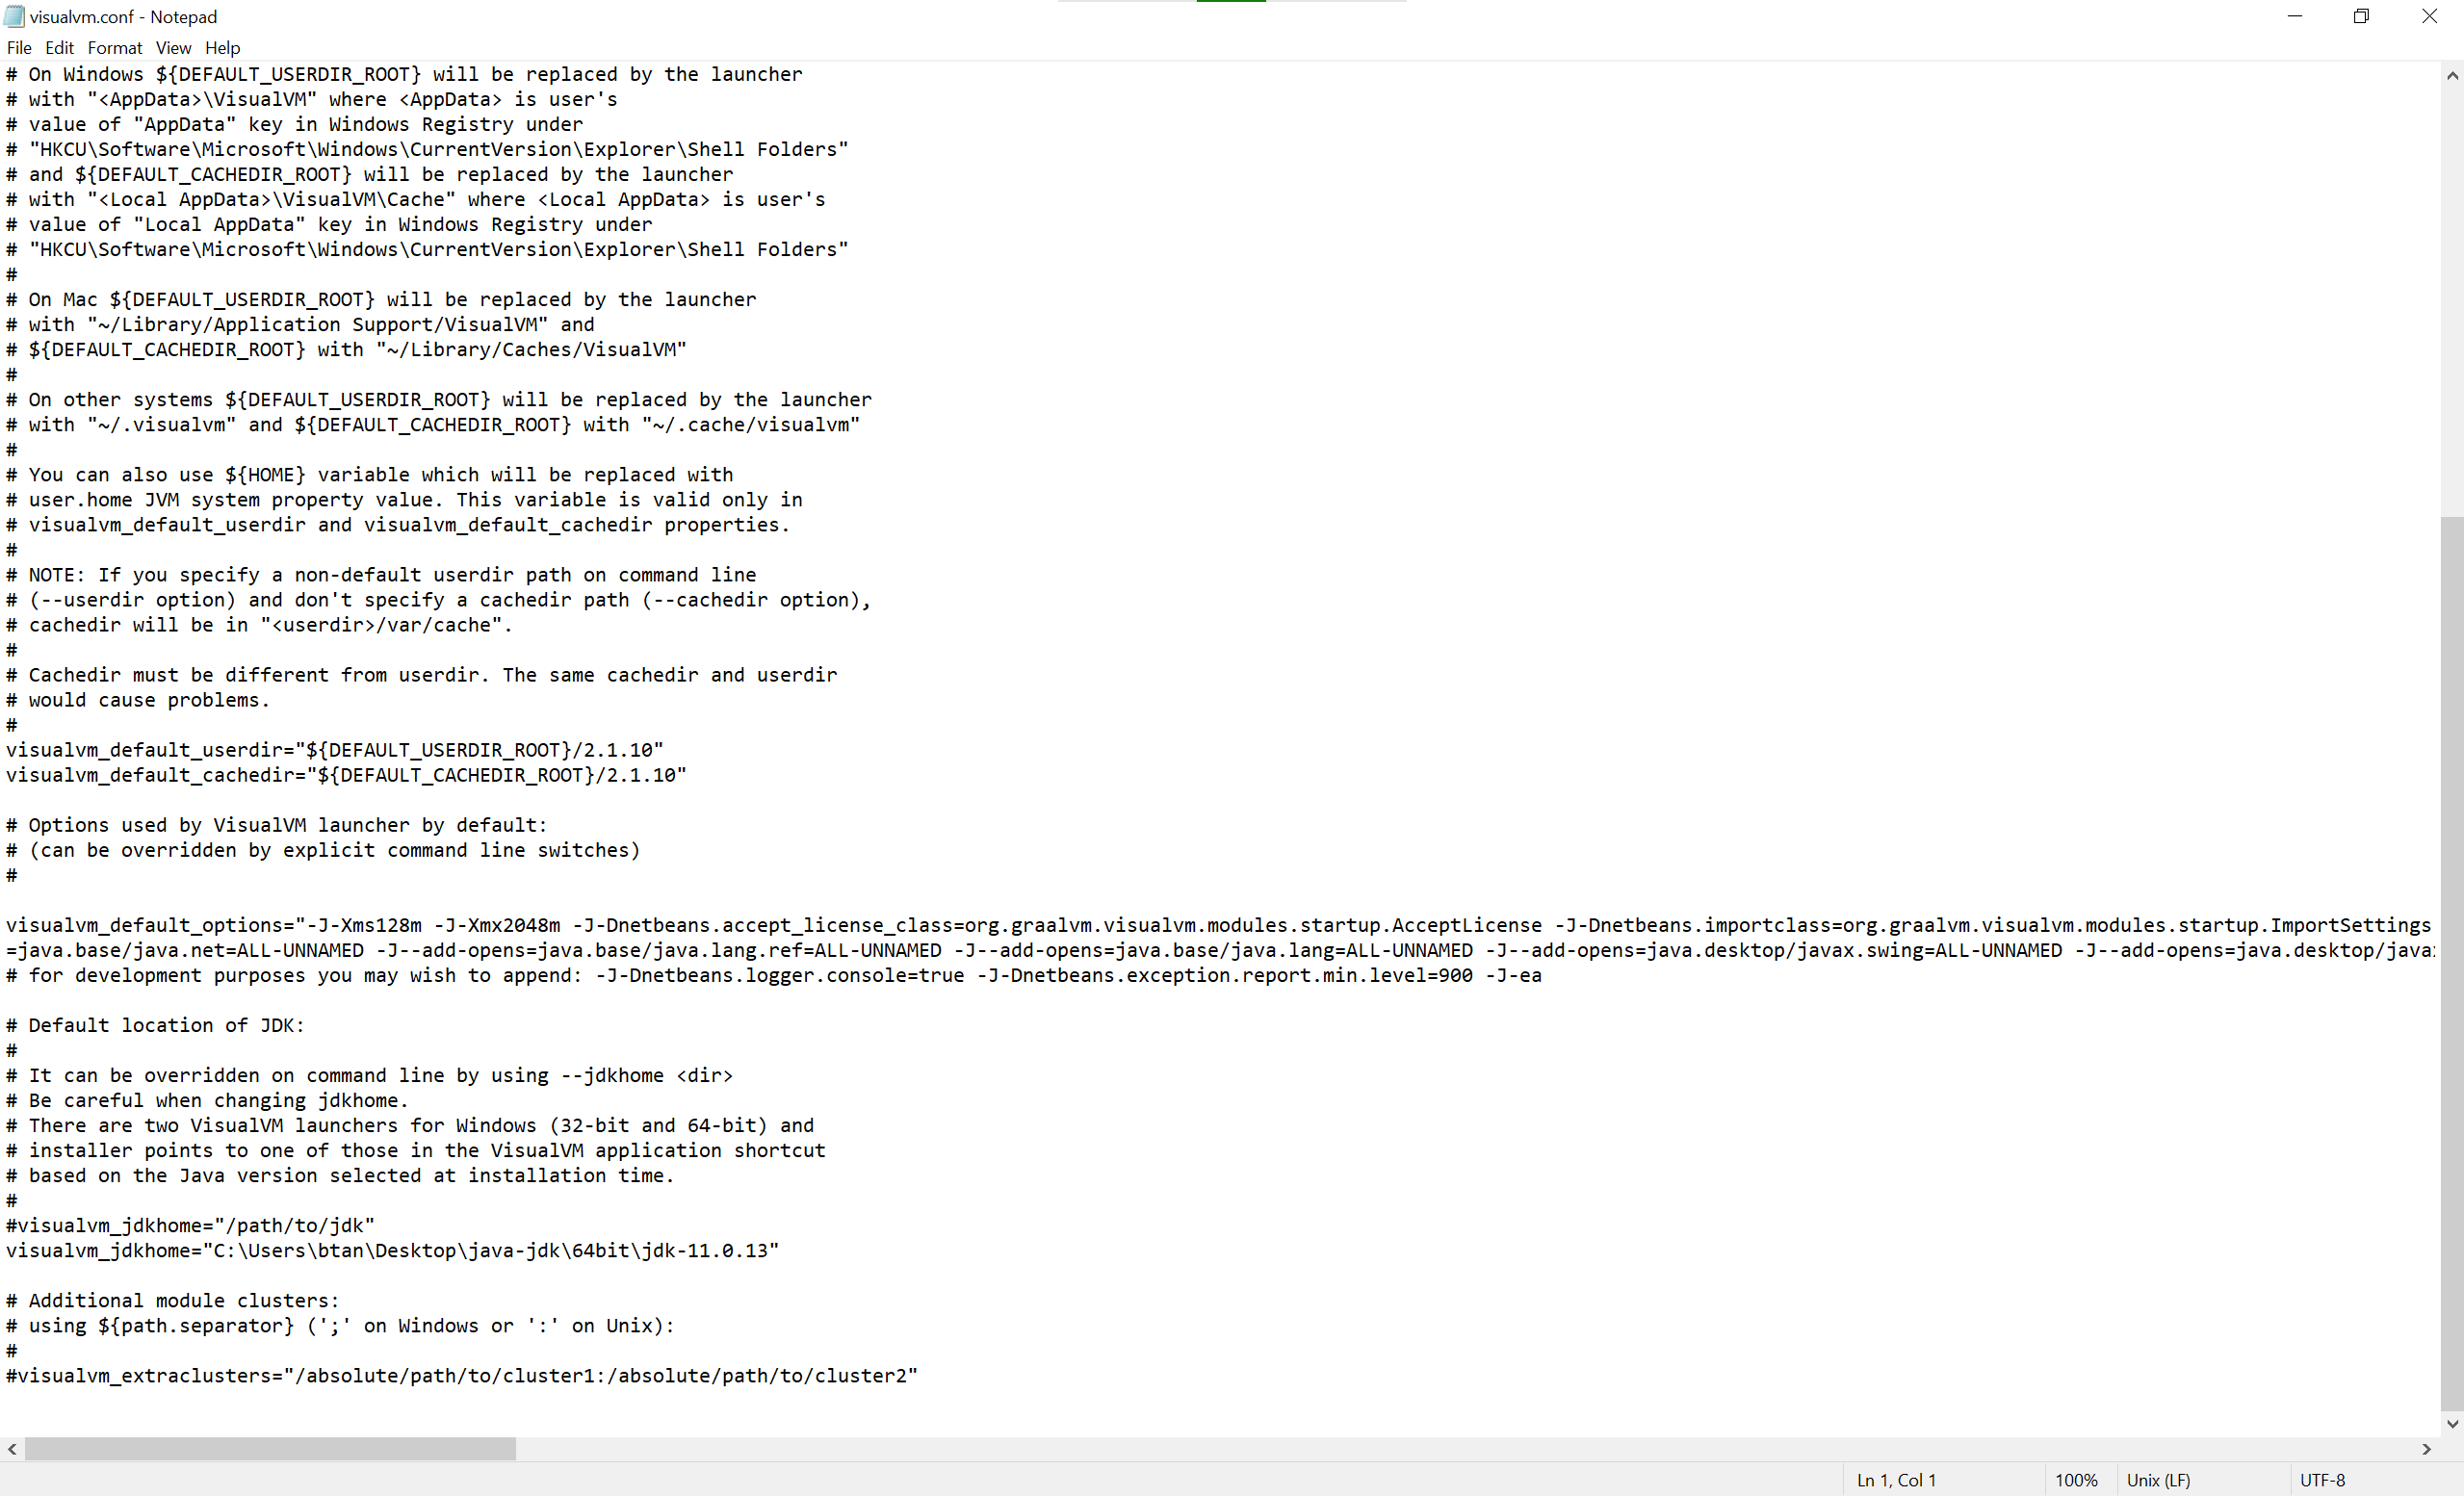 visualvm.conf - Notepad
File Edit Format View Help
# On Windows ${DEFAULT_USERDIR_ROOT} will be replaced by the launcher
# with "<AppData>\VisualVM" where <AppData> is user's
# value of "AppData" key in Windows Registry under
# "HKCU\Software\Microsoft\Windows\CurrentVersion\Explorer\Shell Folders"
# and ${DEFAULT_CACHEDIR_ROOT} will be replaced by the launcher
# with "<Local AppData>\VisualVM\Cache" where <Local AppData> is user's
# value of "Local AppData" key in Windows Registry under
# "HKCU\Software\Microsoft\Windows\CurrentVersion\Explorer\Shell Folders"
#
# On Mac ${DEFAULT_USERDIR_ROOT} will be replaced by the launcher
# with "~/Library/Application Support/VisualVM" and
# ${DEFAULT_CACHEDIR_ROOT} with "~/Library/Caches/VisualVM"
#
# On other systems ${DEFAULT_USERDIR_ROOT} will be replaced by the launcher
# with "~/.visualvm" and ${DEFAULT_CACHEDIR_ROOT} with "~/.cache/visualvm"
#
# You can also use ${HOME} variable which will be replaced with
# user.home JVM system property value. This variable is valid only in
# visualvm_default_userdir and visualvm_default_cachedir properties.
#
# NOTE: If you specify a non-default userdir path on command line
# (--userdir option) and don't specify a cachedir path (--cachedir option),
# cachedir will be in "<userdir>/var/cache".
#
# Cachedir must be different from userdir. The same cachedir and userdir
# would cause problems.
#
visualvm_default_userdir="${DEFAULT_USERDIR_ROOT}/2.1.10"
visualvm_default_cachedir="${DEFAULT_CACHEDIR_ROOT}/2.1.10"
# Options used by VisualVM launcher by default:
# (can be overridden by explicit command line switches)
#
visualvm_default_options="-J-Xms128m -J-Xmx2048m -J-Dnetbeans.accept_license_class=org.graalvm.visualvm.modules.startup.AcceptLicense -J-Dnetbeans.importclass=org.graalvm.visualvm.modules.startup.ImportSettings
=java.base/java.net=ALL-UNNAMED -J--add-opens=java.base/java.lang.ref=ALL-UNNAMED -J--add-opens=java.base/java.lang=ALL-UNNAMED -J--add-opens=java.desktop/javax.swing=ALL-UNNAMED -J--add-opens=java.desktop/java
# for development purposes you may wish to append: -J-Dnetbeans.logger.console=true -J-Dnetbeans.exception.report.min.level=900 -J-ea
# Default location of JDK:
#
# It can be overridden on command line by using --jdkhome <dir>
# Be careful when changing jdkhome.
# There are two VisualVM launchers for Windows (32-bit and 64-bit) and
# installer points to one of those in the VisualVM application shortcut
# based on the Java version selected at installation time.
#
#visualvm_jdkhome="/path/to/jdk"
visualvm_jdkhome="C:\Users\btan\Desktop\java-jdk\64bit\jdk-11.0.13"
# Additional module clusters:
# using ${path.separator} (';' on Windows or ':' on Unix):
#
#visualvm_extraclusters="/absolute/path/to/cluster1:/absolute/path/to/cluster2"
Ln 1, Col 1 100% Unix (LF) UTF-8